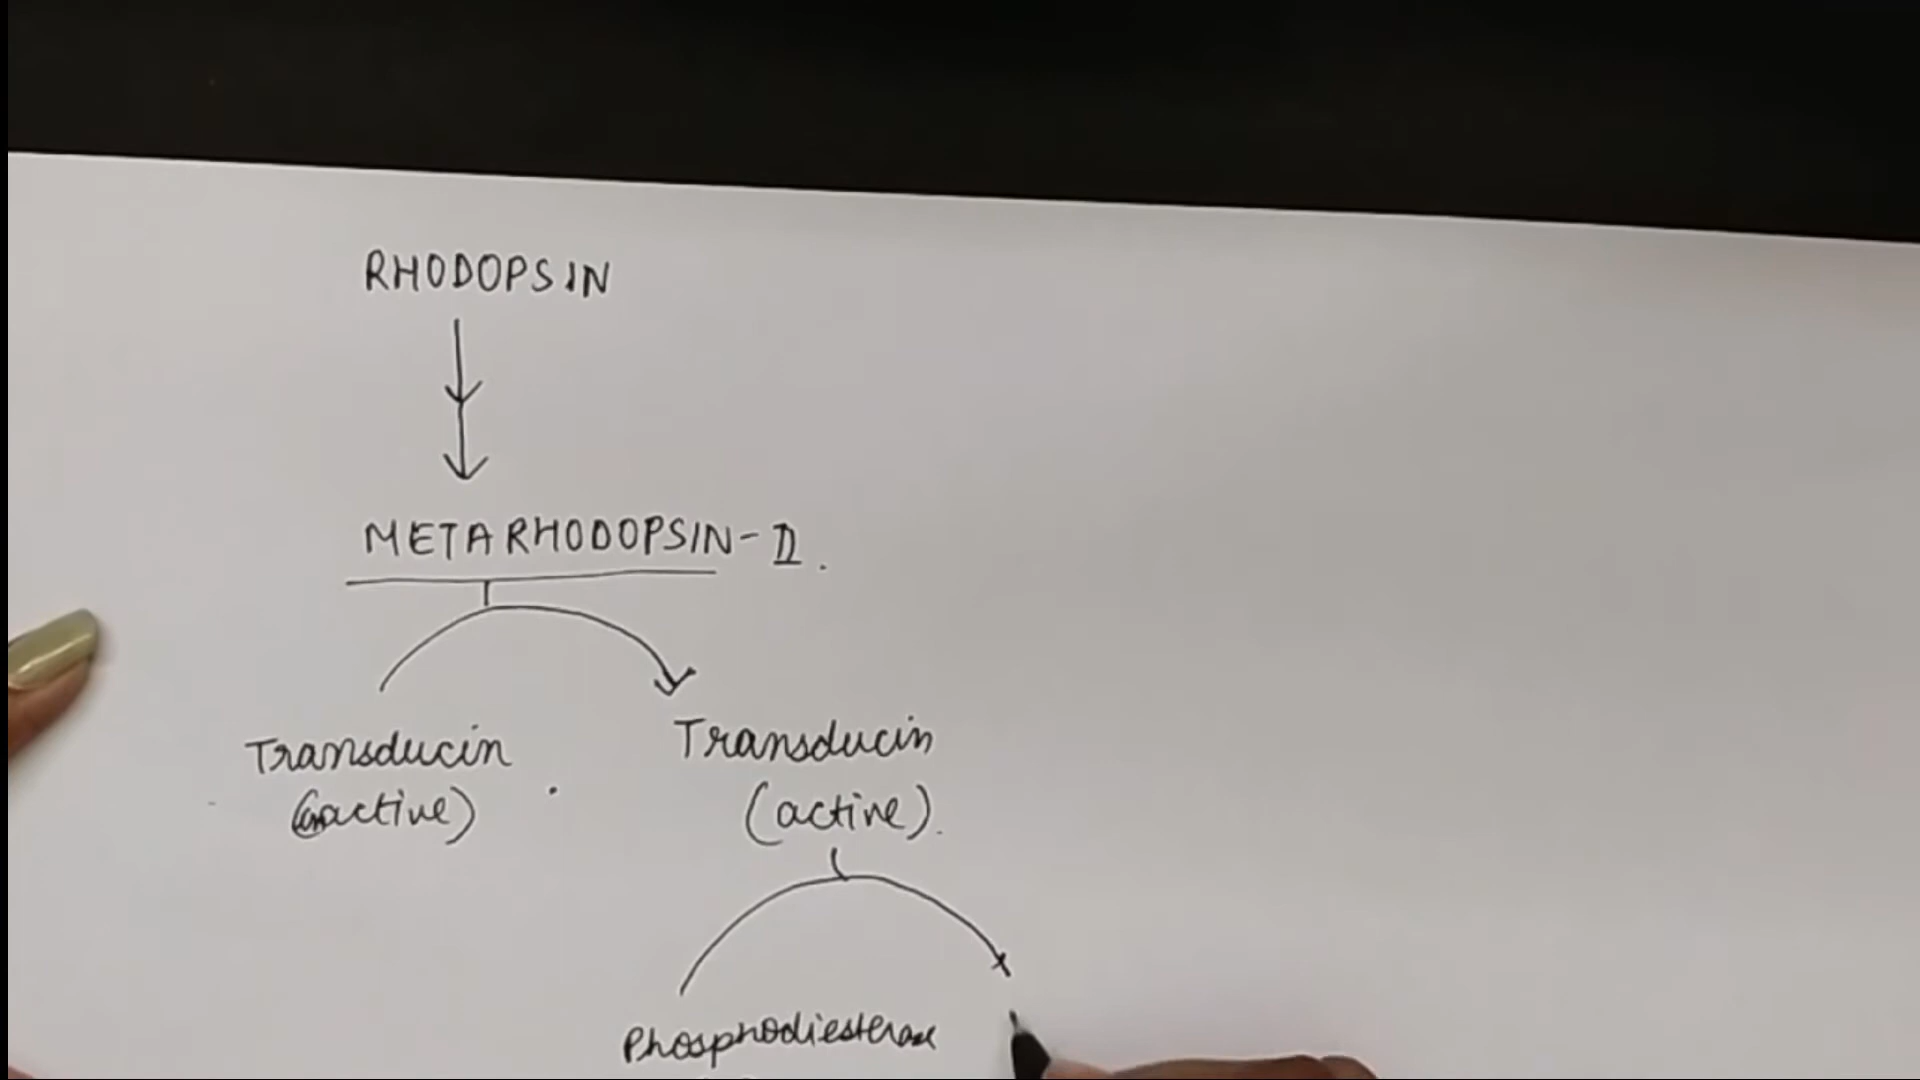 RHODOPSIN
METARHODOPSIN-II.
Transducin
(inactive)
Transducin
(active).
Phosphodiesterase